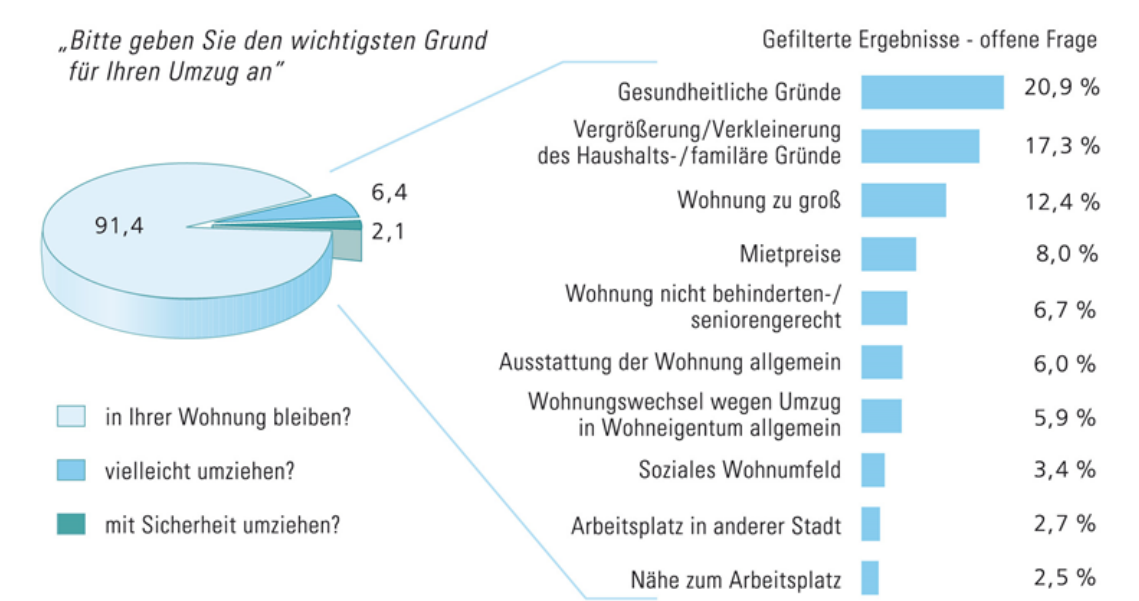 „Bitte geben Sie den wichtigsten Grund
für Ihren Umzug an”
91,4
6,4
2,1
in Ihrer Wohnung bleiben?
vielleicht umziehen?
mit Sicherheit umziehen?
Gefilterte Ergebnisse - offene Frage
Gesundheitliche Gründe 20,9 %
Vergrößerung/Verkleinerung
des Haushalts-/familäre Gründe 17,3 %
Wohnung zu groß 12,4 %
Mietpreise 8,0 %
Wohnung nicht behinderten-/
seniorengerecht 6,7 %
Ausstattung der Wohnung allgemein 6,0 %
Wohnungswechsel wegen Umzug
in Wohneigentum allgemein 5,9 %
Soziales Wohnumfeld 3,4 %
Arbeitsplatz in anderer Stadt 2,7 %
Nähe zum Arbeitsplatz 2,5 %